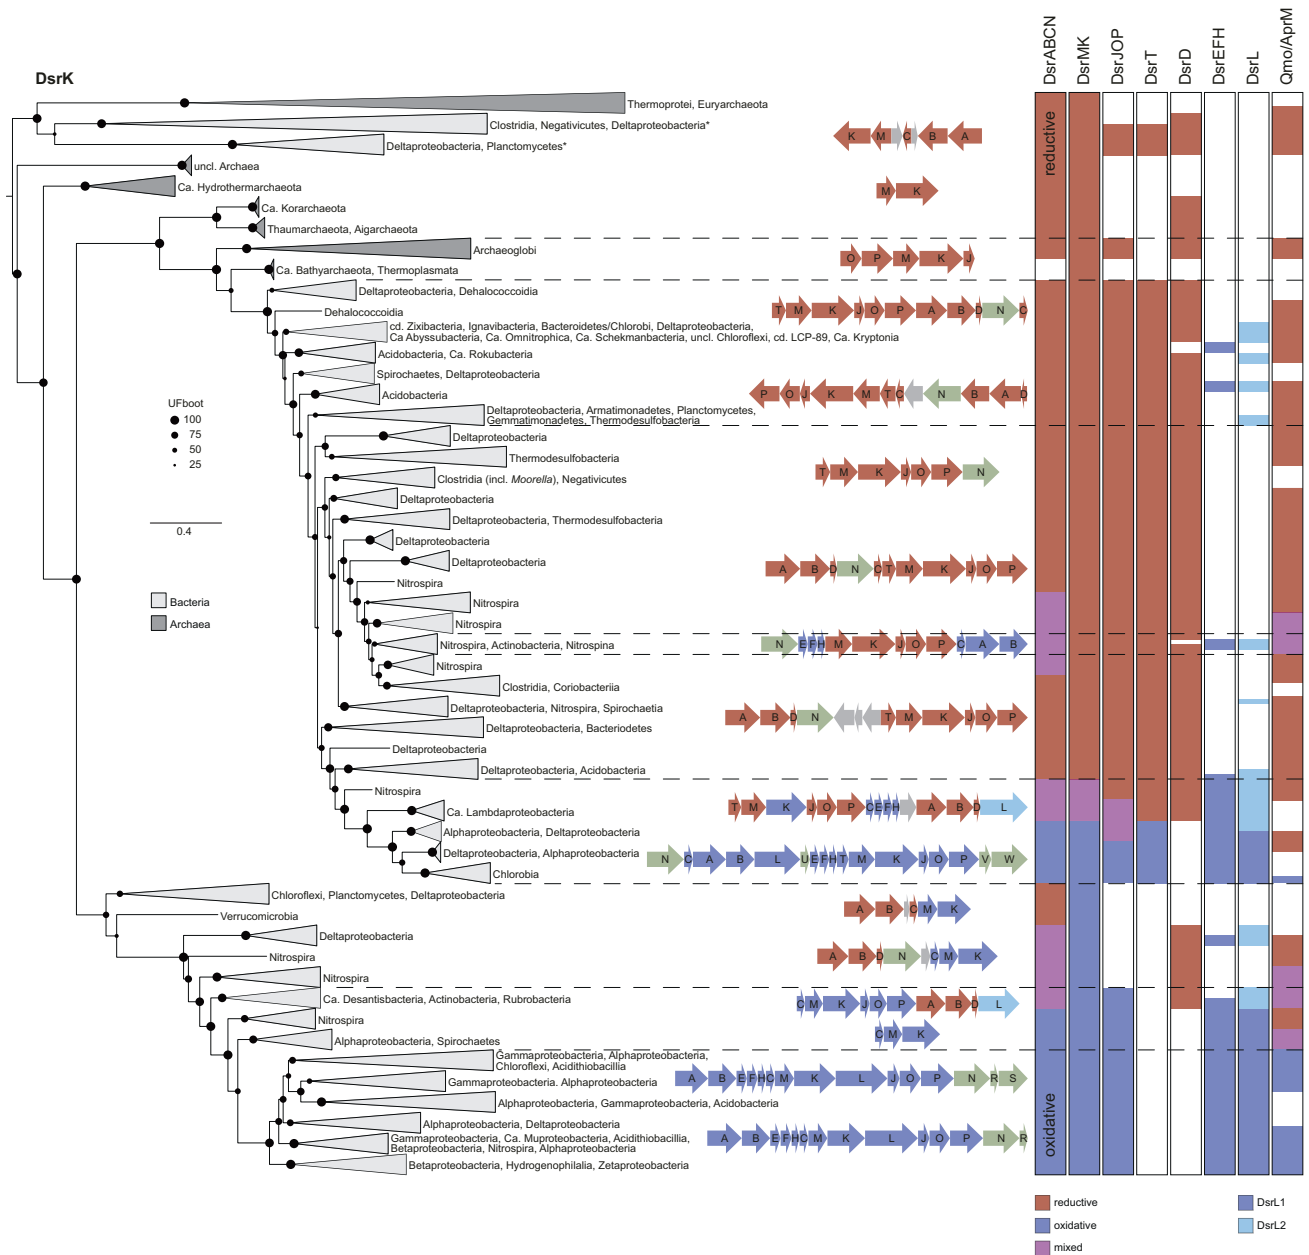 DsrABCN
DsrMK
DsrJOP
DsrT
DsrD
DsrEFH
DsrL
Qmo/AprM
DsrK
reductive
Thermoprotei, Euryarchaeota
Clostridia, Negativicutes, Deltaproteobacteria*
K M C B A
Deltaproteobacteria, Planctomycetes*
uncl. Archaea
Ca. Hydrothermarchaeota
M K
Ca. Korarchaeota
Thaumarchaeota, Aigarchaeota
Archaeoglobi
O P M K J
Ca. Bathyarchaeota, Thermoplasmata
Deltaproteobacteria, Dehalococcoidia
Dehalococcoidia
T M K J O P A B D N C
cd. Zixibacteria, Ignavibacteria, Bacteroidetes/Chlorobi, Deltaproteobacteria,
Ca Abyssubacteria, Ca. Omnitrophica, Ca. Schekmanbacteria, uncl. Chloroflexi, cd. LCP-89, Ca. Kryptonia
Acidobacteria, Ca. Rokubacteria
Spirochaetes, Deltaproteobacteria
Acidobacteria
P O J K M T C N B A D
Deltaproteobacteria, Armatimonadetes, Planctomycetes,
Gemmatimonadetes, Thermodesulfobacteria
UFboot
100
75
50
25
Deltaproteobacteria
Thermodesulfobacteria
T M K J O P N
Clostridia (incl. Moorella), Negativicutes
Deltaproteobacteria
Deltaproteobacteria, Thermodesulfobacteria
0.4
Deltaproteobacteria
Deltaproteobacteria
A B D N C T M K J O P
Nitrospira
Nitrospira
Bacteria
Archaea
Nitrospira
Nitrospira, Actinobacteria, Nitrospina
N E F H M K J O P C A B
Nitrospira
Clostridia, Coriobacteriia
Deltaproteobacteria, Nitrospira, Spirochaetia
A B D N T M K J O P
Deltaproteobacteria, Bacteriodetes
Deltaproteobacteria
Deltaproteobacteria, Acidobacteria
Nitrospira
Ca. Lambdaproteobacteria
T M K J O P C E F H A B D L
Alphaproteobacteria, Deltaproteobacteria
Deltaproteobacteria, Alphaproteobacteria
N C A B L U E F H T M K J O P V W
Chlorobia
Chloroflexi, Planctomycetes, Deltaproteobacteria
A B C M K
Verrucomicrobia
Deltaproteobacteria
Nitrospira
A B D N C M K
Nitrospira
Ca. Desantisbacteria, Actinobacteria, Rubrobacteria
C M K J O P A B D L
Nitrospira
C M K
Alphaproteobacteria, Spirochaetes
Gammaproteobacteria, Alphaproteobacteria,
Chloroflexi, Acidithiobacillia
Gammaproteobacteria. Alphaproteobacteria
A B E F H C M K L J O P N R S
Alphaproteobacteria, Gammaproteobacteria, Acidobacteria
Alphaproteobacteria, Deltaproteobacteria
Gammaproteobacteria, Ca. Muproteobacteria, Acidithiobacillia,
Betaproteobacteria, Nitrospira, Alphaproteobacteria
A B E F H C M K L J O P N R
Betaproteobacteria, Hydrogenophilalia, Zetaproteobacteria
oxidative
reductive
oxidative
mixed
DsrL1
DsrL2